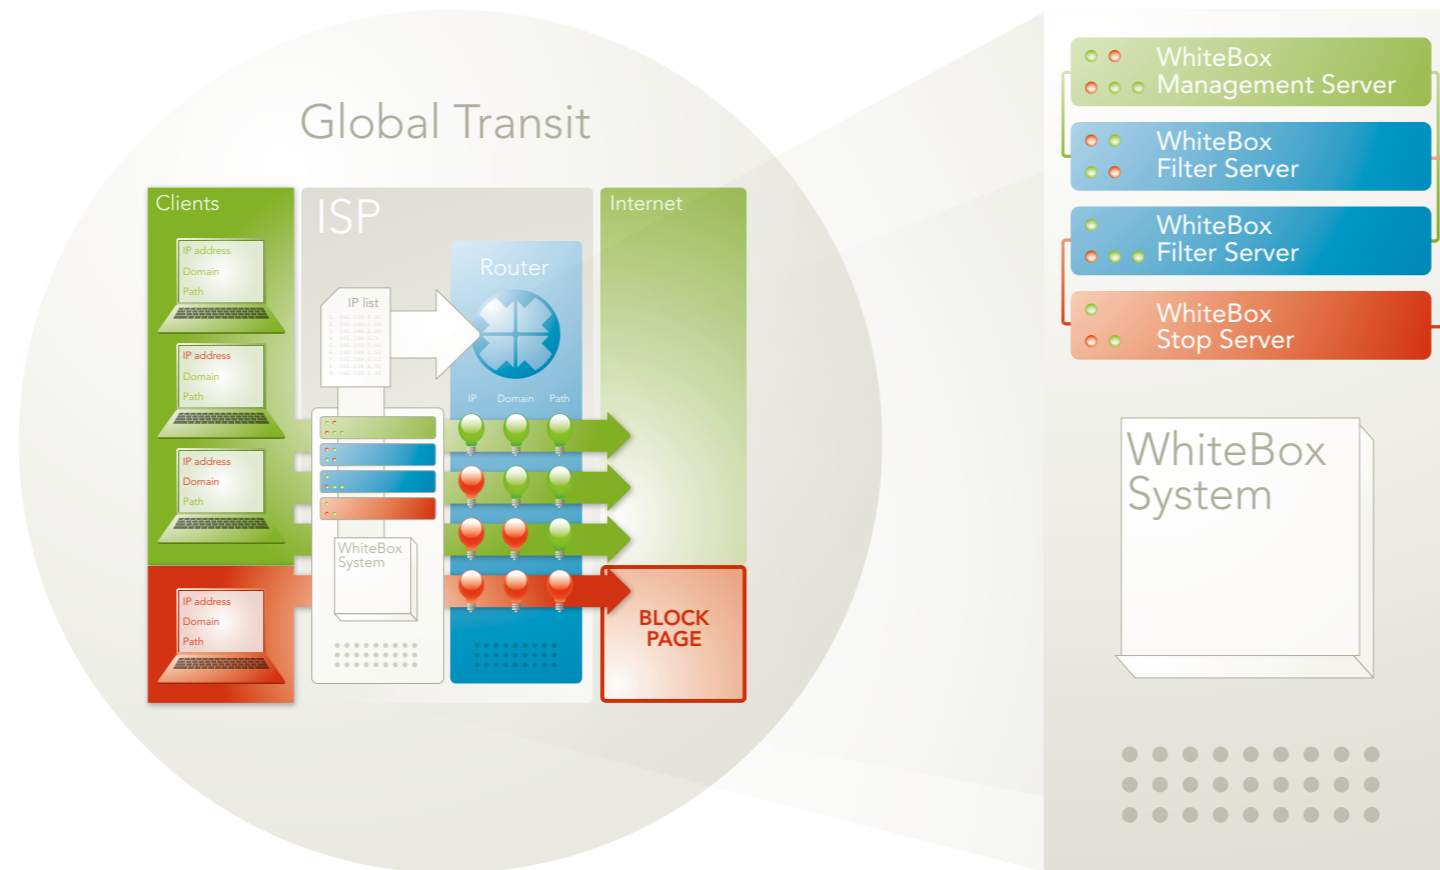 Global Transit
Clients
IP address
Domain
Path
IP address
Domain
Path
IP address
Domain
Path
IP address
Domain
Path
ISP
IP list
Router
IP Domain Path
WhiteBox
System
Internet
BLOCK
PAGE
WhiteBox
Management Server
WhiteBox
Filter Server
WhiteBox
Filter Server
WhiteBox
Stop Server
WhiteBox
System